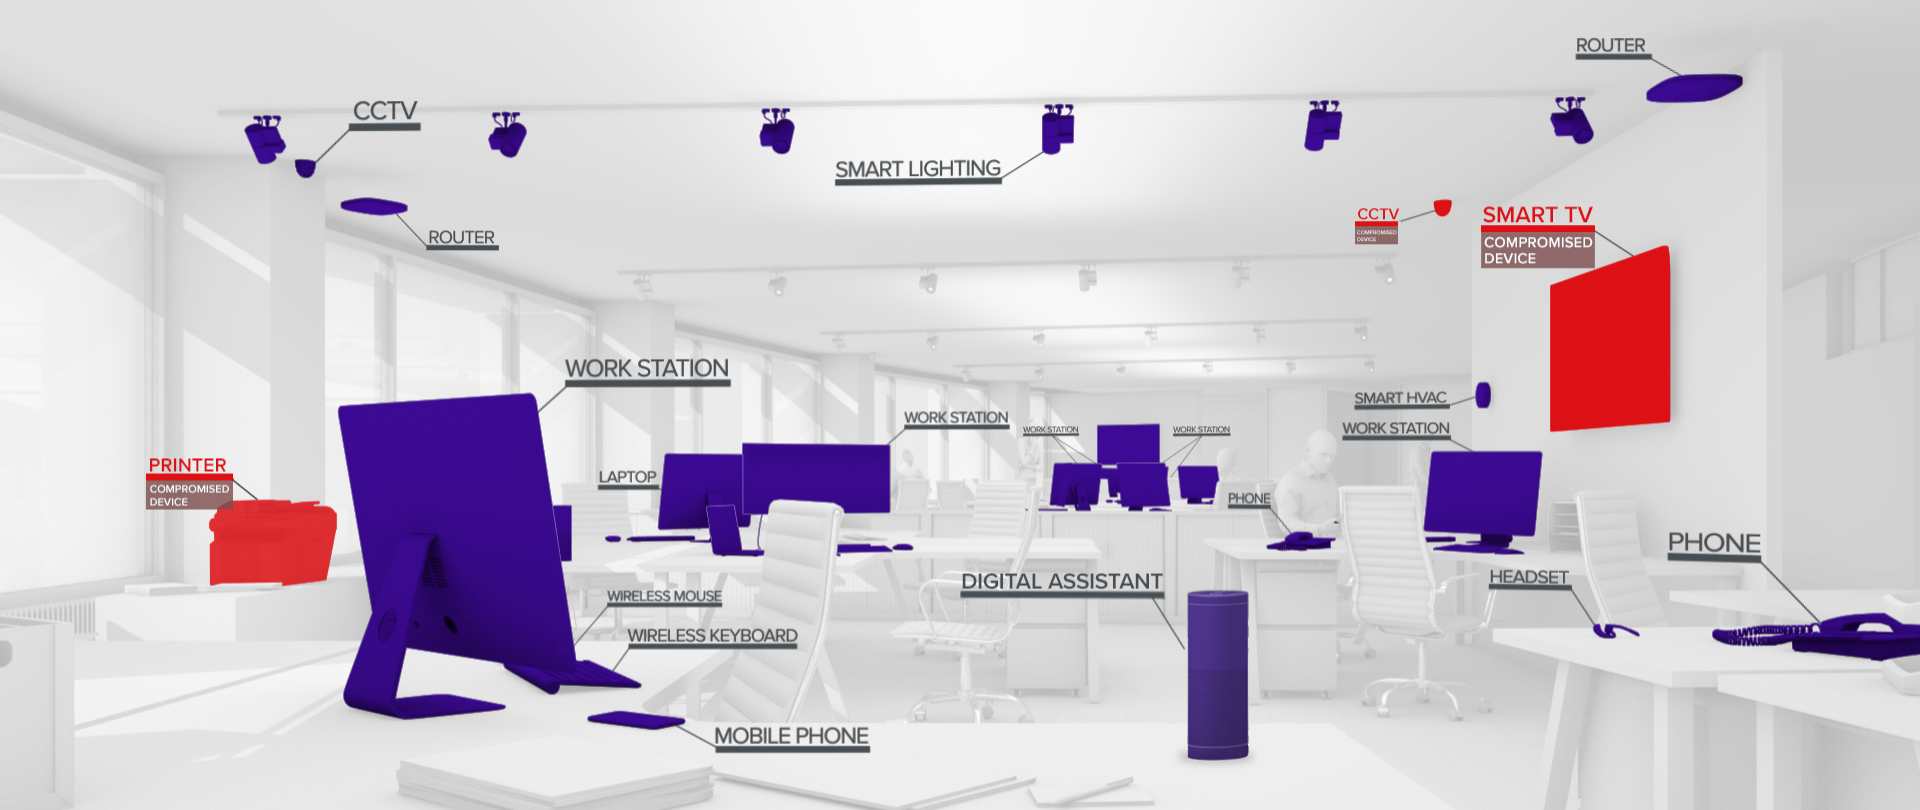 ROUTER
CCTV
SMART LIGHTING
CCTV
COMPROMISED
DEVICE
SMART TV
COMPROMISED
DEVICE
ROUTER
WORK STATION
SMART HVAC
WORK STATION
WORK STATION
WORK STATION
WORK STATION
PRINTER
COMPROMISED
DEVICE
LAPTOP
PHONE
PHONE
DIGITAL ASSISTANT
HEADSET
WIRELESS MOUSE
WIRELESS KEYBOARD
MOBILE PHONE